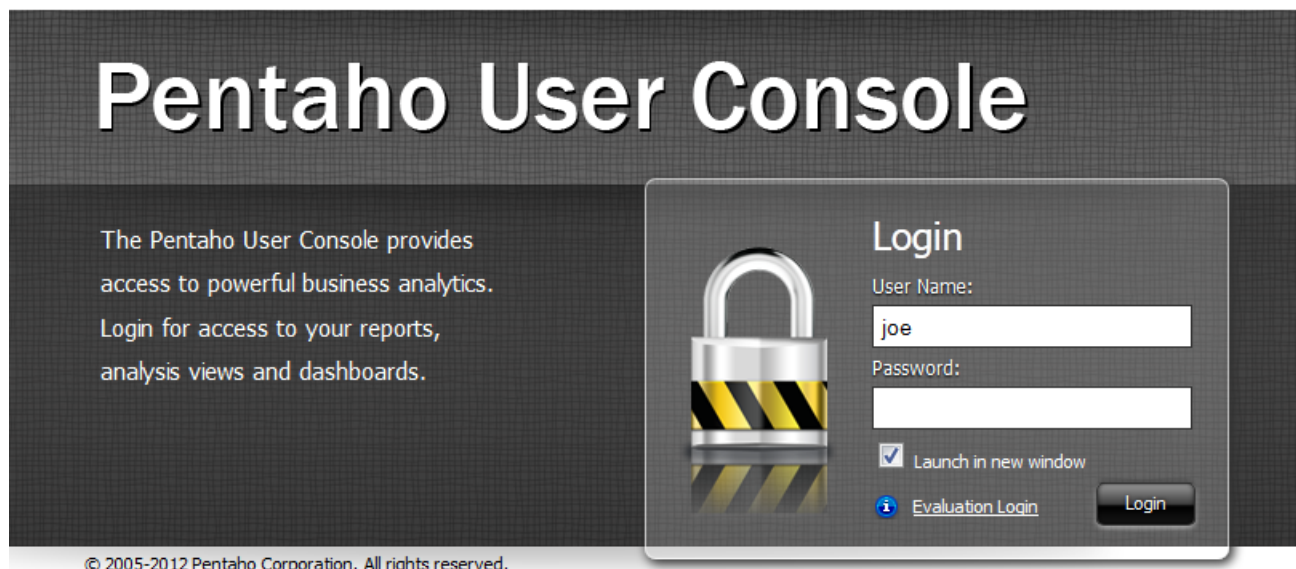 Pentaho User Console
The Pentaho User Console provides
access to powerful business analytics.
Login for access to your reports,
analysis views and dashboards.
Login
User Name:
joe
Password:
Launch in new window
Evaluation Login
Login
© 2005-2012 Pentaho Corporation. All rights reserved.